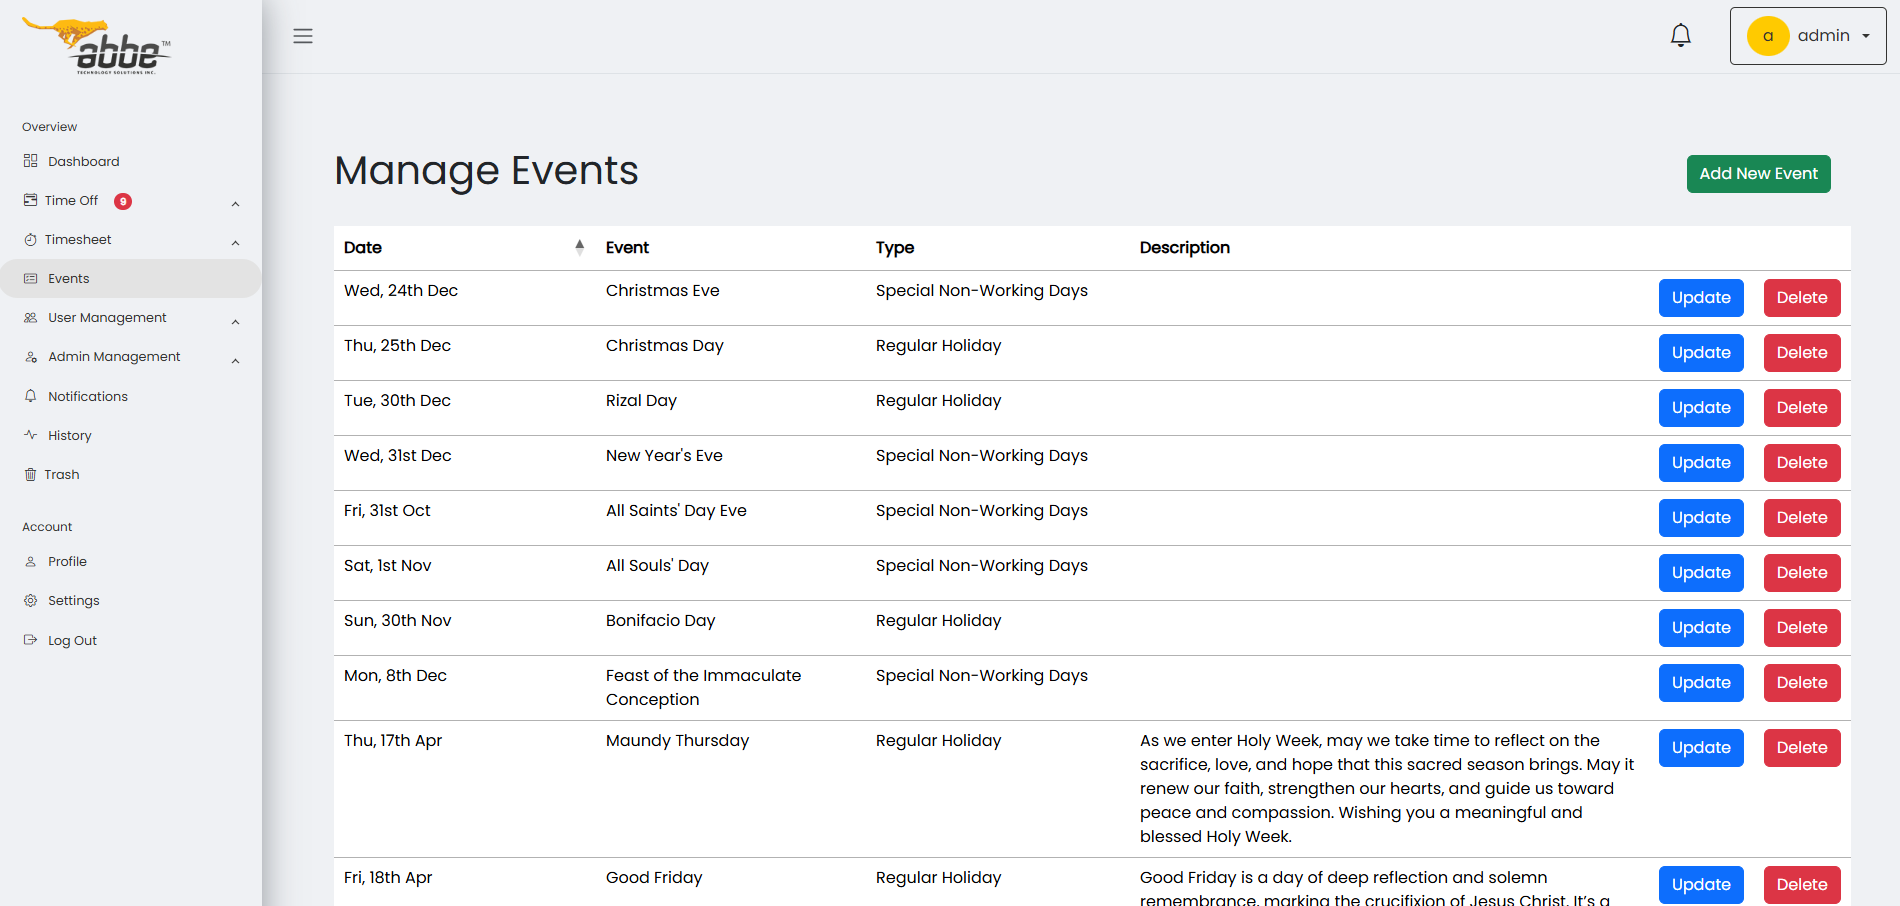 abbe™
TECHNOLOGY SOLUTIONS INC.
a admin
Overview
Dashboard
Time Off 9
Timesheet
Events
User Management
Admin Management
Notifications
History
Trash
Account
Profile
Settings
Log Out
Manage Events
Add New Event
Date Event Type Description
Wed, 24th Dec Christmas Eve Special Non-Working Days Update Delete
Thu, 25th Dec Christmas Day Regular Holiday Update Delete
Tue, 30th Dec Rizal Day Regular Holiday Update Delete
Wed, 31st Dec New Year's Eve Special Non-Working Days Update Delete
Fri, 31st Oct All Saints' Day Eve Special Non-Working Days Update Delete
Sat, 1st Nov All Souls' Day Special Non-Working Days Update Delete
Sun, 30th Nov Bonifacio Day Regular Holiday Update Delete
Mon, 8th Dec Feast of the Immaculate Special Non-Working Days Update Delete
Conception
Thu, 17th Apr Maundy Thursday Regular Holiday As we enter Holy Week, may we take time to reflect on the Update Delete
sacrifice, love, and hope that this sacred season brings. May it
renew our faith, strengthen our hearts, and guide us toward
peace and compassion. Wishing you a meaningful and
blessed Holy Week.
Fri, 18th Apr Good Friday Regular Holiday Good Friday is a day of deep reflection and solemn Update Delete
remembrance, marking the crucifixion of Jesus Christ. It's a